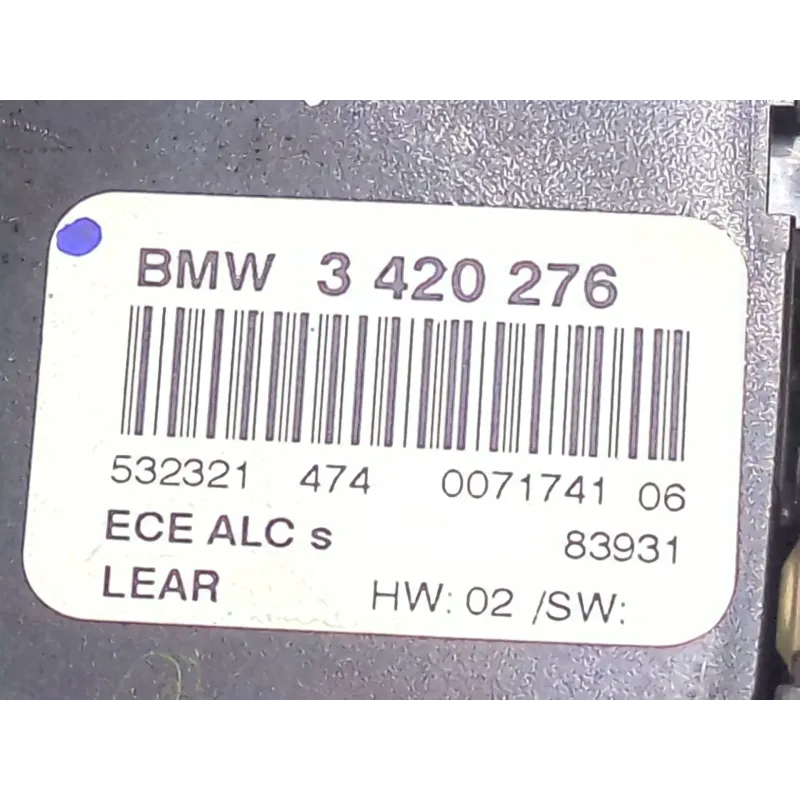 BMW 3 420 276
532321 474 0071741 06
ECE ALC s 83931
LEAR HW: 02 /SW: